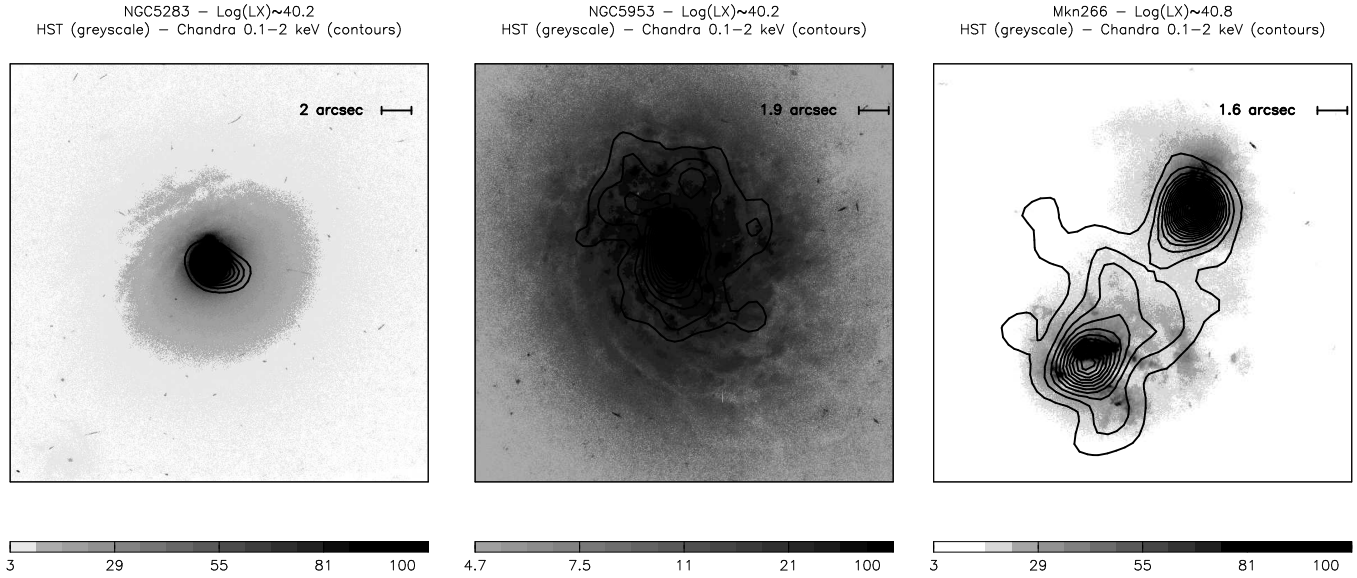 NGC5283 – Log(LX)~40.2
HST (greyscale) – Chandra 0.1–2 keV (contours)
2 arcsec
3 29 55 81 100
NGC5953 – Log(LX)~40.2
HST (greyscale) – Chandra 0.1–2 keV (contours)
1.9 arcsec
4.7 7.5 11 21 100
Mkn266 – Log(LX)~40.8
HST (greyscale) – Chandra 0.1–2 keV (contours)
1.6 arcsec
3 29 55 81 100